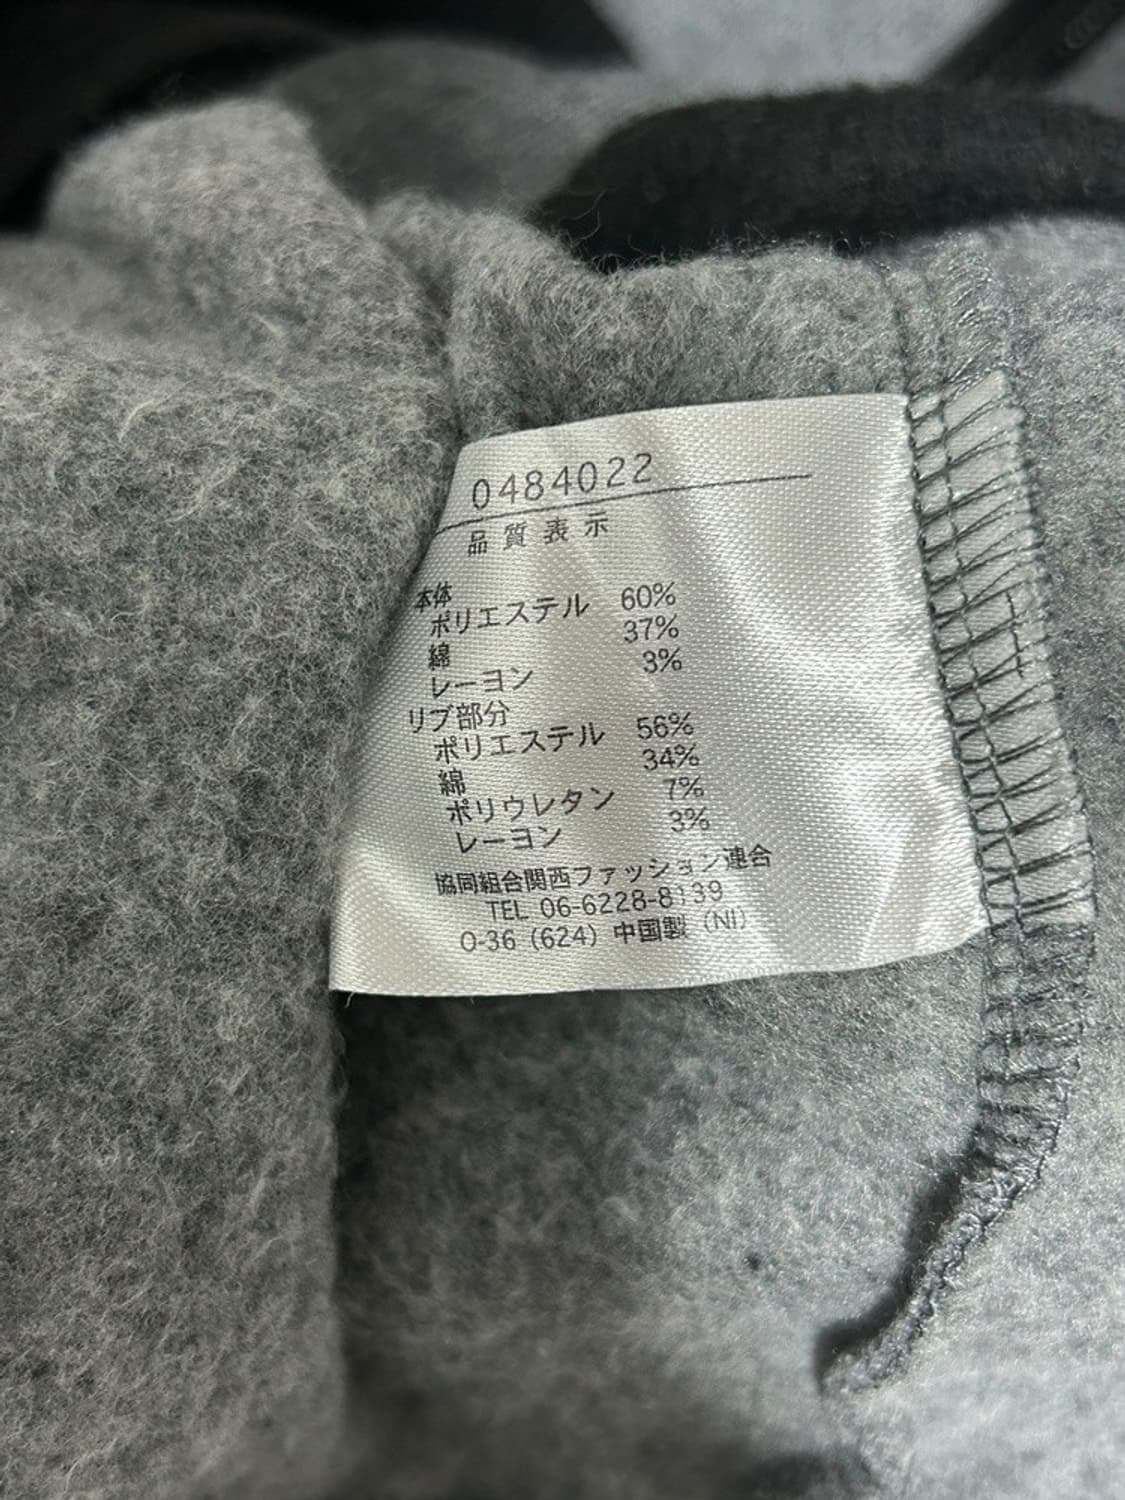 0484022
品質表示
本体
ポリエステル 60%
綿 37%
レーヨン 3%
リブ部分
ポリエステル 56%
綿 34%
ポリウレタン 7%
レーヨン 3%
協同組合関西ファッション連合
TEL 06-6228-8139
O-36 (624) 中国製 (NI)